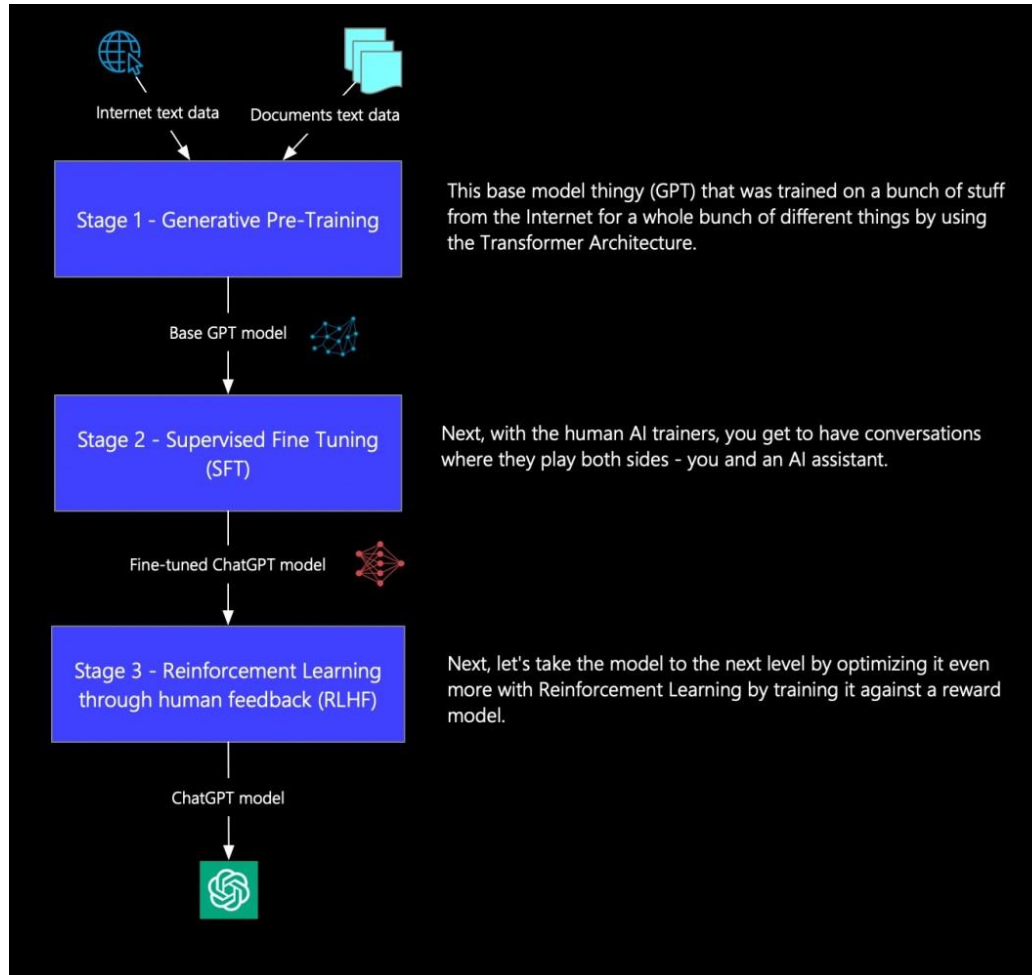 Internet text data
Documents text data
Stage 1 - Generative Pre-Training
This base model thingy (GPT) that was trained on a bunch of stuff
from the Internet for a whole bunch of different things by using
the Transformer Architecture.
Base GPT model
Stage 2 - Supervised Fine Tuning
(SFT)
Next, with the human AI trainers, you get to have conversations
where they play both sides - you and an AI assistant.
Fine-tuned ChatGPT model
Stage 3 - Reinforcement Learning
through human feedback (RLHF)
Next, let's take the model to the next level by optimizing it even
more with Reinforcement Learning by training it against a reward
model.
ChatGPT model